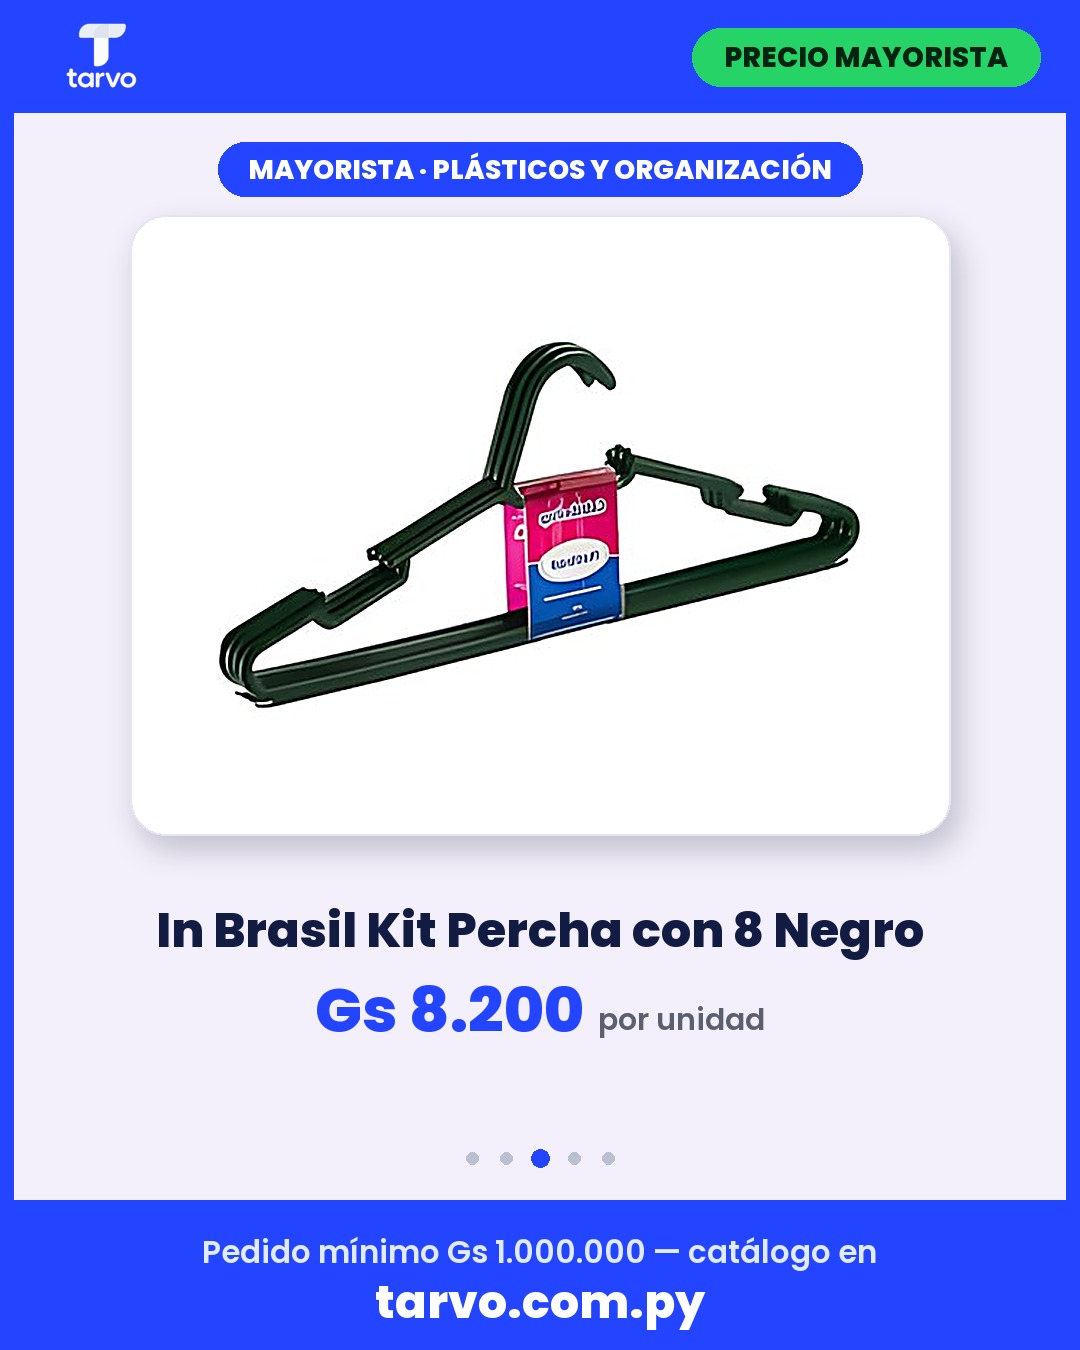 tarvo
PRECIO MAYORISTA
MAYORISTA · PLÁSTICOS Y ORGANIZACIÓN
In Brasil Kit Percha con 8 Negro
Gs 8.200 por unidad
Pedido mínimo Gs 1.000.000 — catálogo en
tarvo.com.py